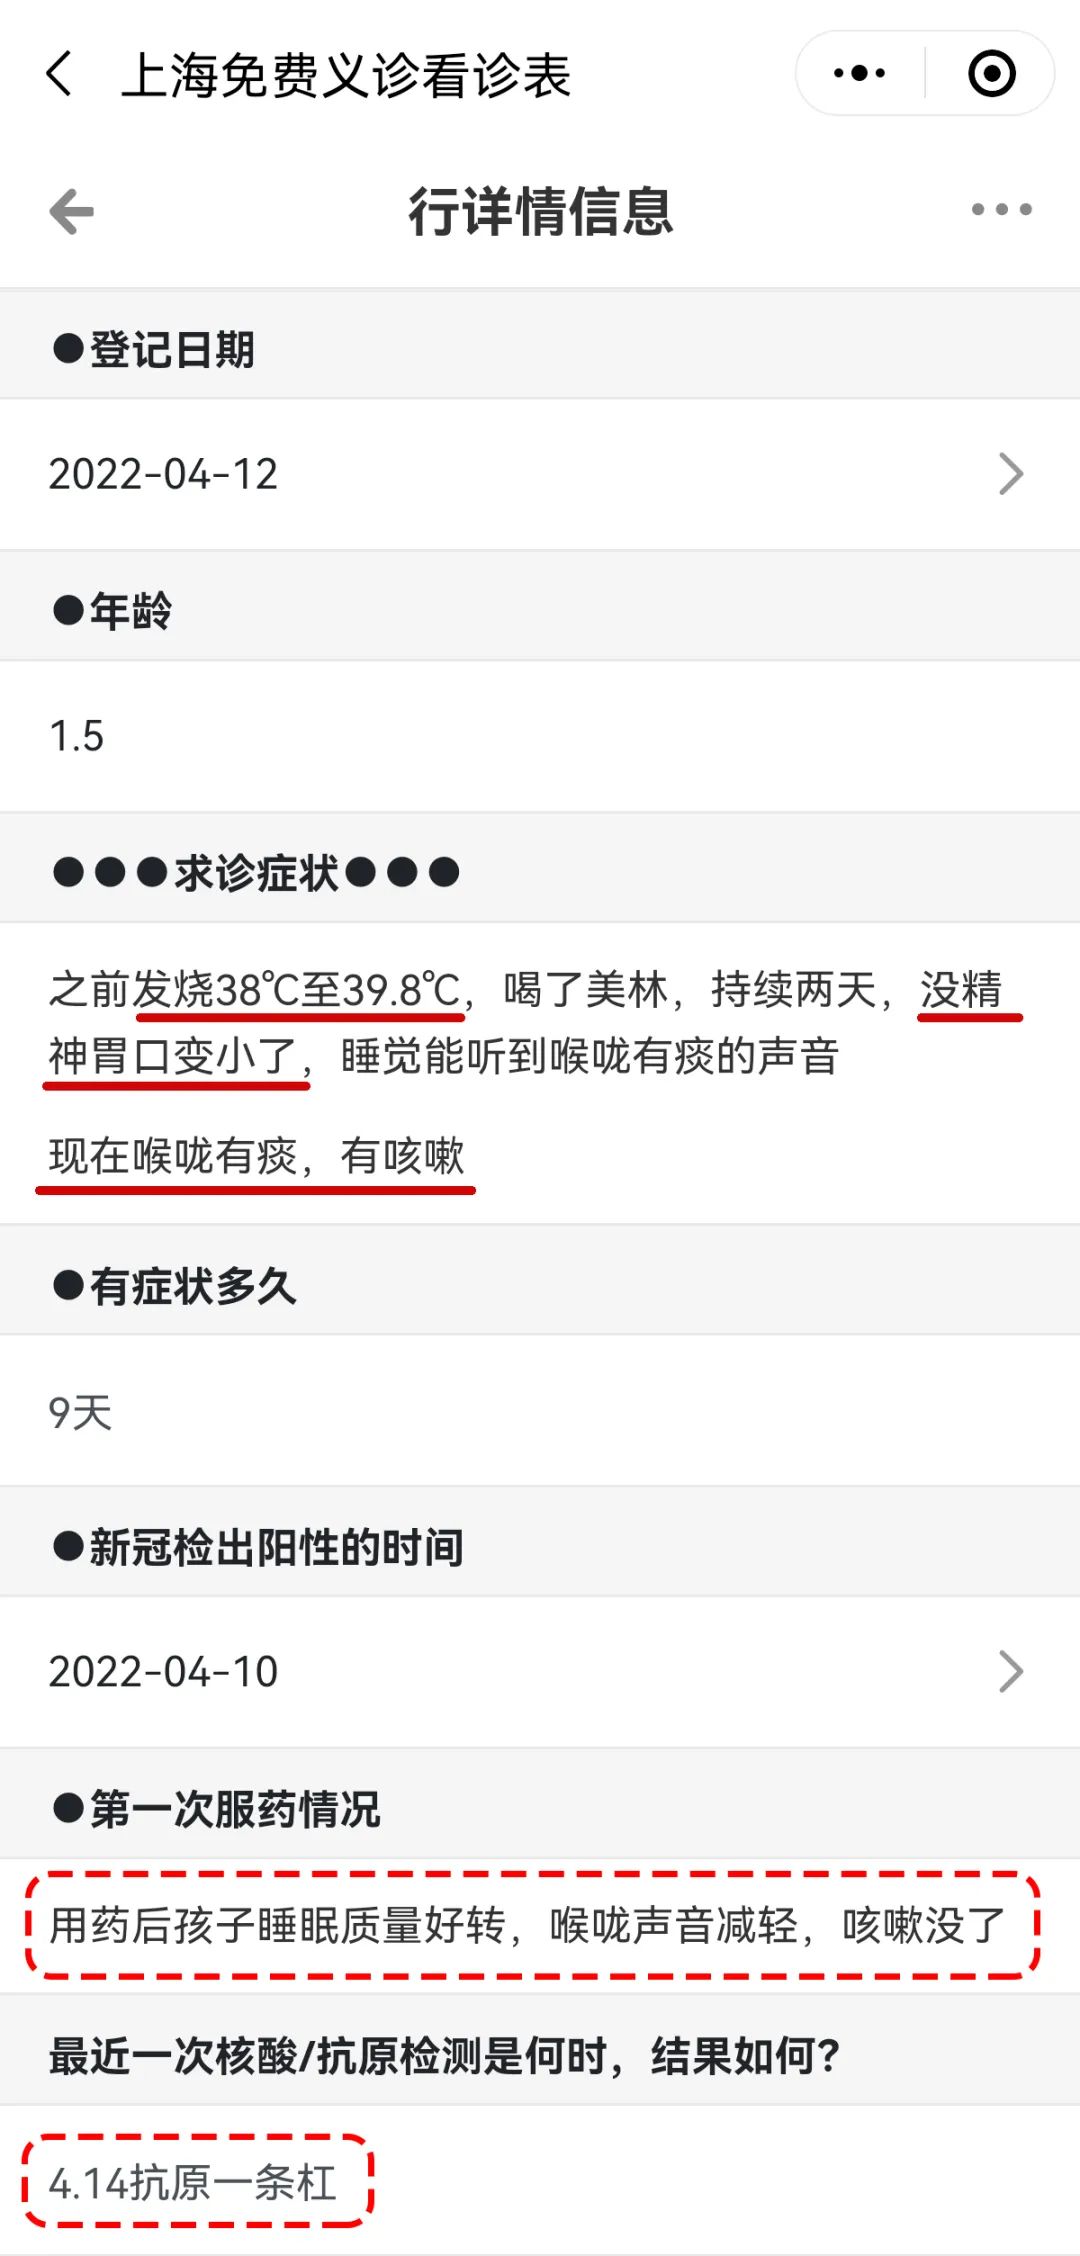 上海免费义诊看诊表
行详情信息
●登记日期
2022-04-12
●年龄
1.5
●●●求诊症状●●●
之前发烧38℃至39.8℃，喝了美林，持续两天，没精
神胃口变小了，睡觉能听到喉咙有痰的声音
现在喉咙有痰，有咳嗽
●有症状多久
9天
●新冠检出阳性的时间
2022-04-10
●第一次服药情况
用药后孩子睡眠质量好转，喉咙声音减轻，咳嗽没了
最近一次核酸/抗原检测是何时，结果如何？
4.14抗原一条杠